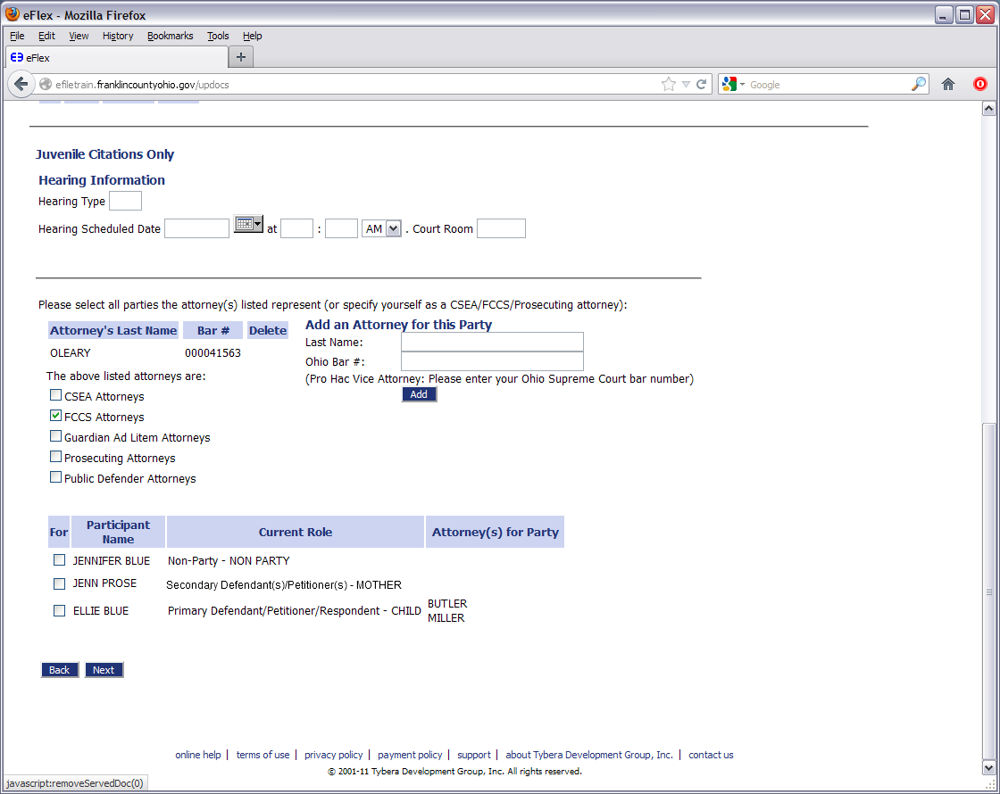 eFlex - Mozilla Firefox
File Edit View History Bookmarks Tools Help
eFlex
efiletrain.franklincountyohio.gov/updocs
Google
Juvenile Citations Only
Hearing Information
Hearing Type
Hearing Scheduled Date at : AM . Court Room
Please select all parties the attorney(s) listed represent (or specify yourself as a CSEA/FCCS/Prosecuting attorney):
Attorney's Last Name Bar # Delete
OLEARY 000041563
The above listed attorneys are:
CSEA Attorneys
FCCS Attorneys
Guardian Ad Litem Attorneys
Prosecuting Attorneys
Public Defender Attorneys
Add an Attorney for this Party
Last Name:
Ohio Bar #:
(Pro Hac Vice Attorney: Please enter your Ohio Supreme Court bar number)
Add
For Participant Name Current Role Attorney(s) for Party
JENNIFER BLUE Non-Party - NON PARTY
JENN PROSE Secondary Defendant(s)/Petitioner(s) - MOTHER
ELLIE BLUE Primary Defendant/Petitioner/Respondent - CHILD BUTLER
MILLER
Back Next
online help | terms of use | privacy policy | payment policy | support | about Tybera Development Group, Inc. | contact us
© 2001-11 Tybera Development Group, Inc. All rights reserved.
javascript:removeServedDoc(0)